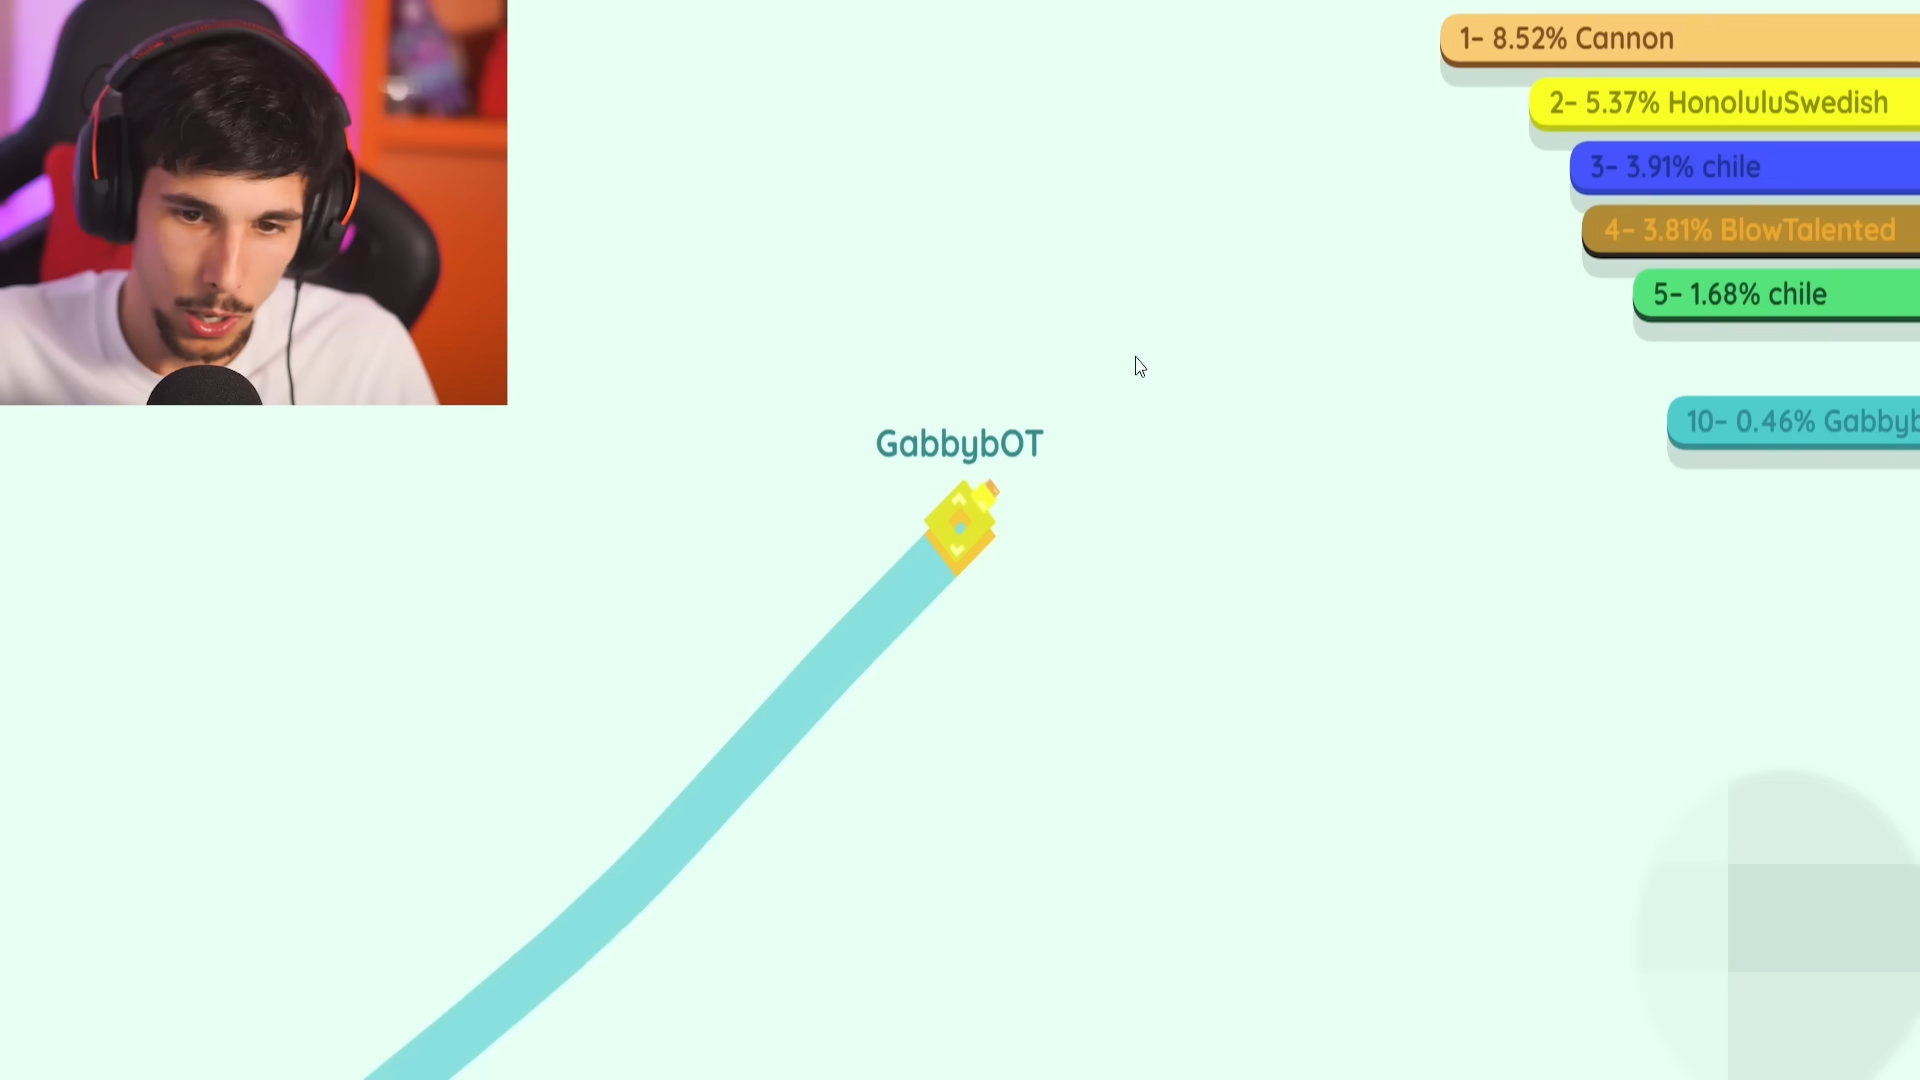 1- 8.52% Cannon
2- 5.37% HonoluluSwedish
3- 3.91% chile
4- 3.81% BlowTalented
5- 1.68% chile
10- 0.46% Gabbyb
GabbybOT